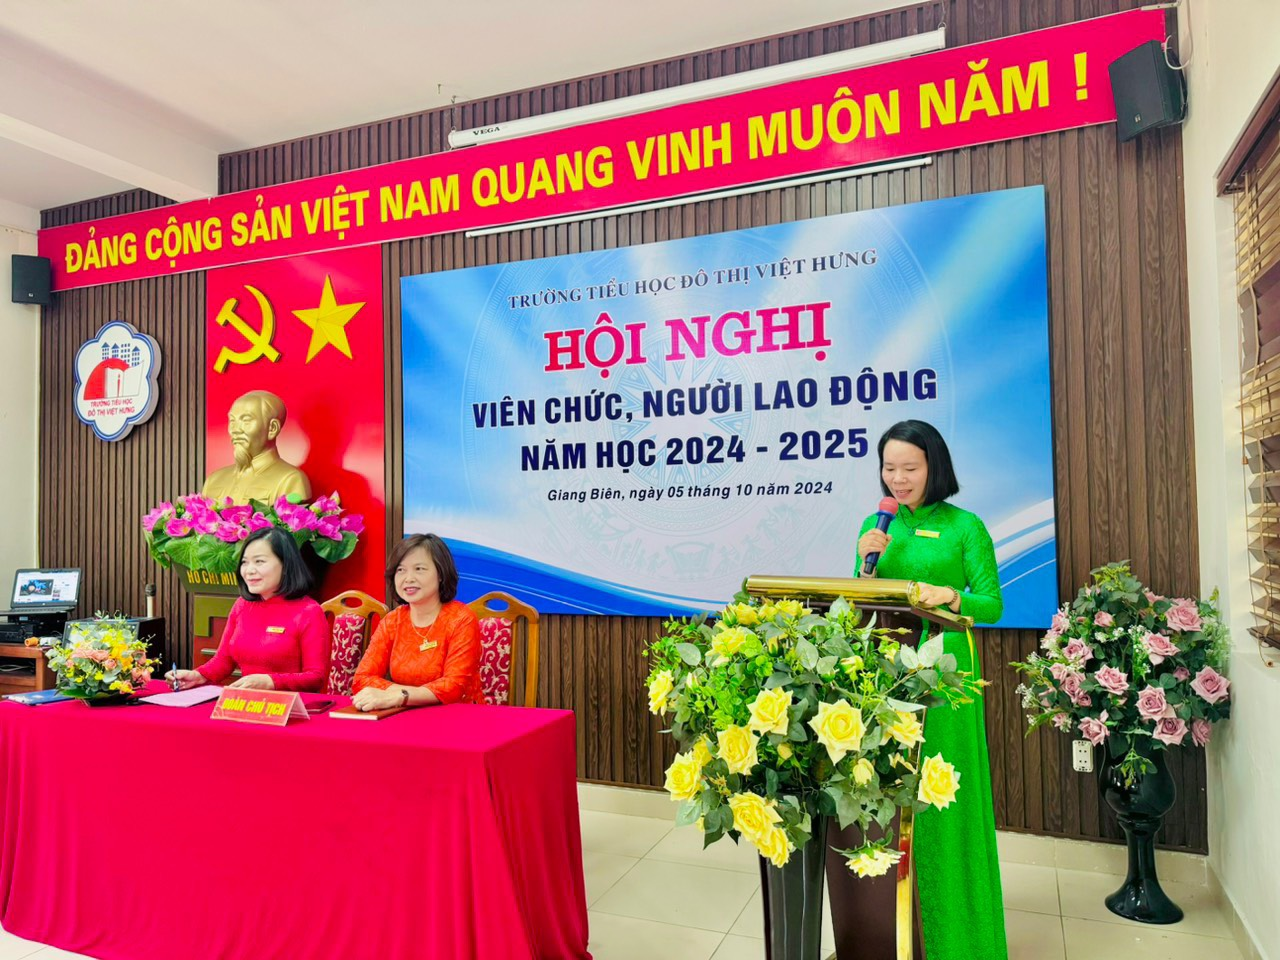 ĐẢNG CỘNG SẢN VIỆT NAM QUANG VINH MUÔN NĂM !
VEGA
TRƯỜNG TIỂU HỌC ĐÔ THỊ VIỆT HƯNG
HỘI NGHỊ
VIÊN CHỨC, NGƯỜI LAO ĐỘNG
NĂM HỌC 2024 - 2025
Giang Biên, ngày 05 tháng 10 năm 2024
TRƯỜNG TIỂU HỌC
ĐÔ THỊ VIỆT HƯNG
HỒ CHÍ MIN
ĐOÀN CHỦ TỊCH